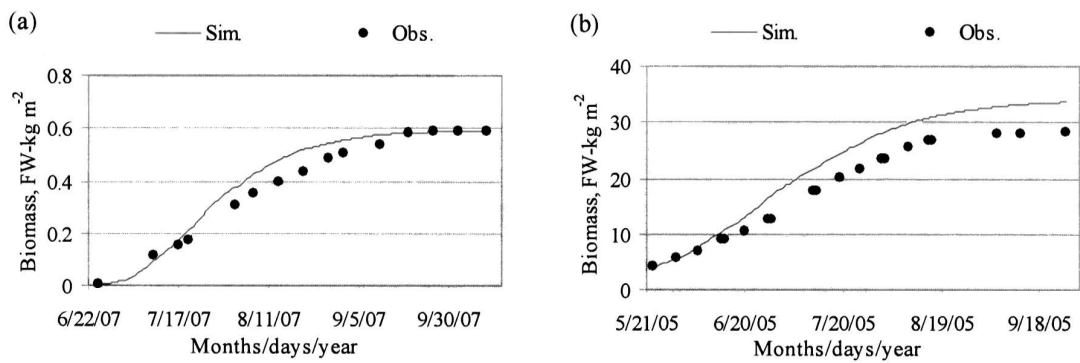 (a)
Sim.
Obs.
Biomass, FW-kg m-2
0.8
0.6
0.4
0.2
0
6/22/07 7/17/07 8/11/07 9/5/07 9/30/07
Months/days/year
(b)
Sim.
Obs.
Biomass, FW-kg m-2
40
30
20
10
0
5/21/05 6/20/05 7/20/05 8/19/05 9/18/05
Months/days/year